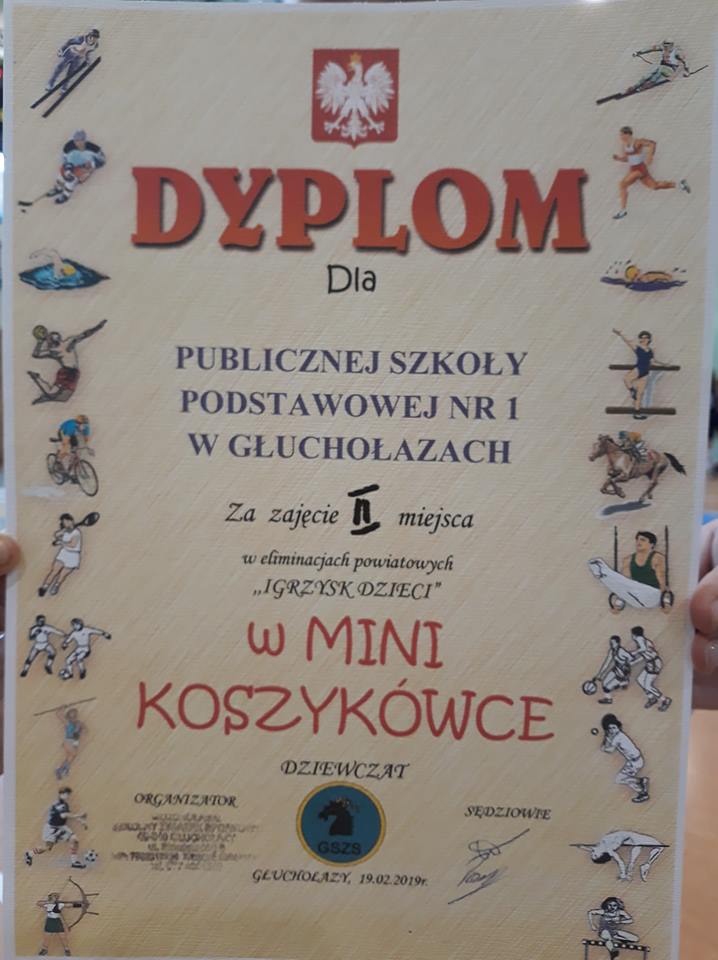 DYPLOM
Dla
PUBLICZNEJ SZKOŁY
PODSTAWOWEJ NR 1
W GŁUCHOŁAZACH
Za zajęcie II miejsca
w eliminacjach powiatowych
„IGRZYSK DZIECI”
w MINI
KOSZYKÓWCE
DZIEWCZĄT
ORGANIZATOR
SĘDZIOWIE
GSZS
GŁUCHOŁAZY, 19.02.2019r.